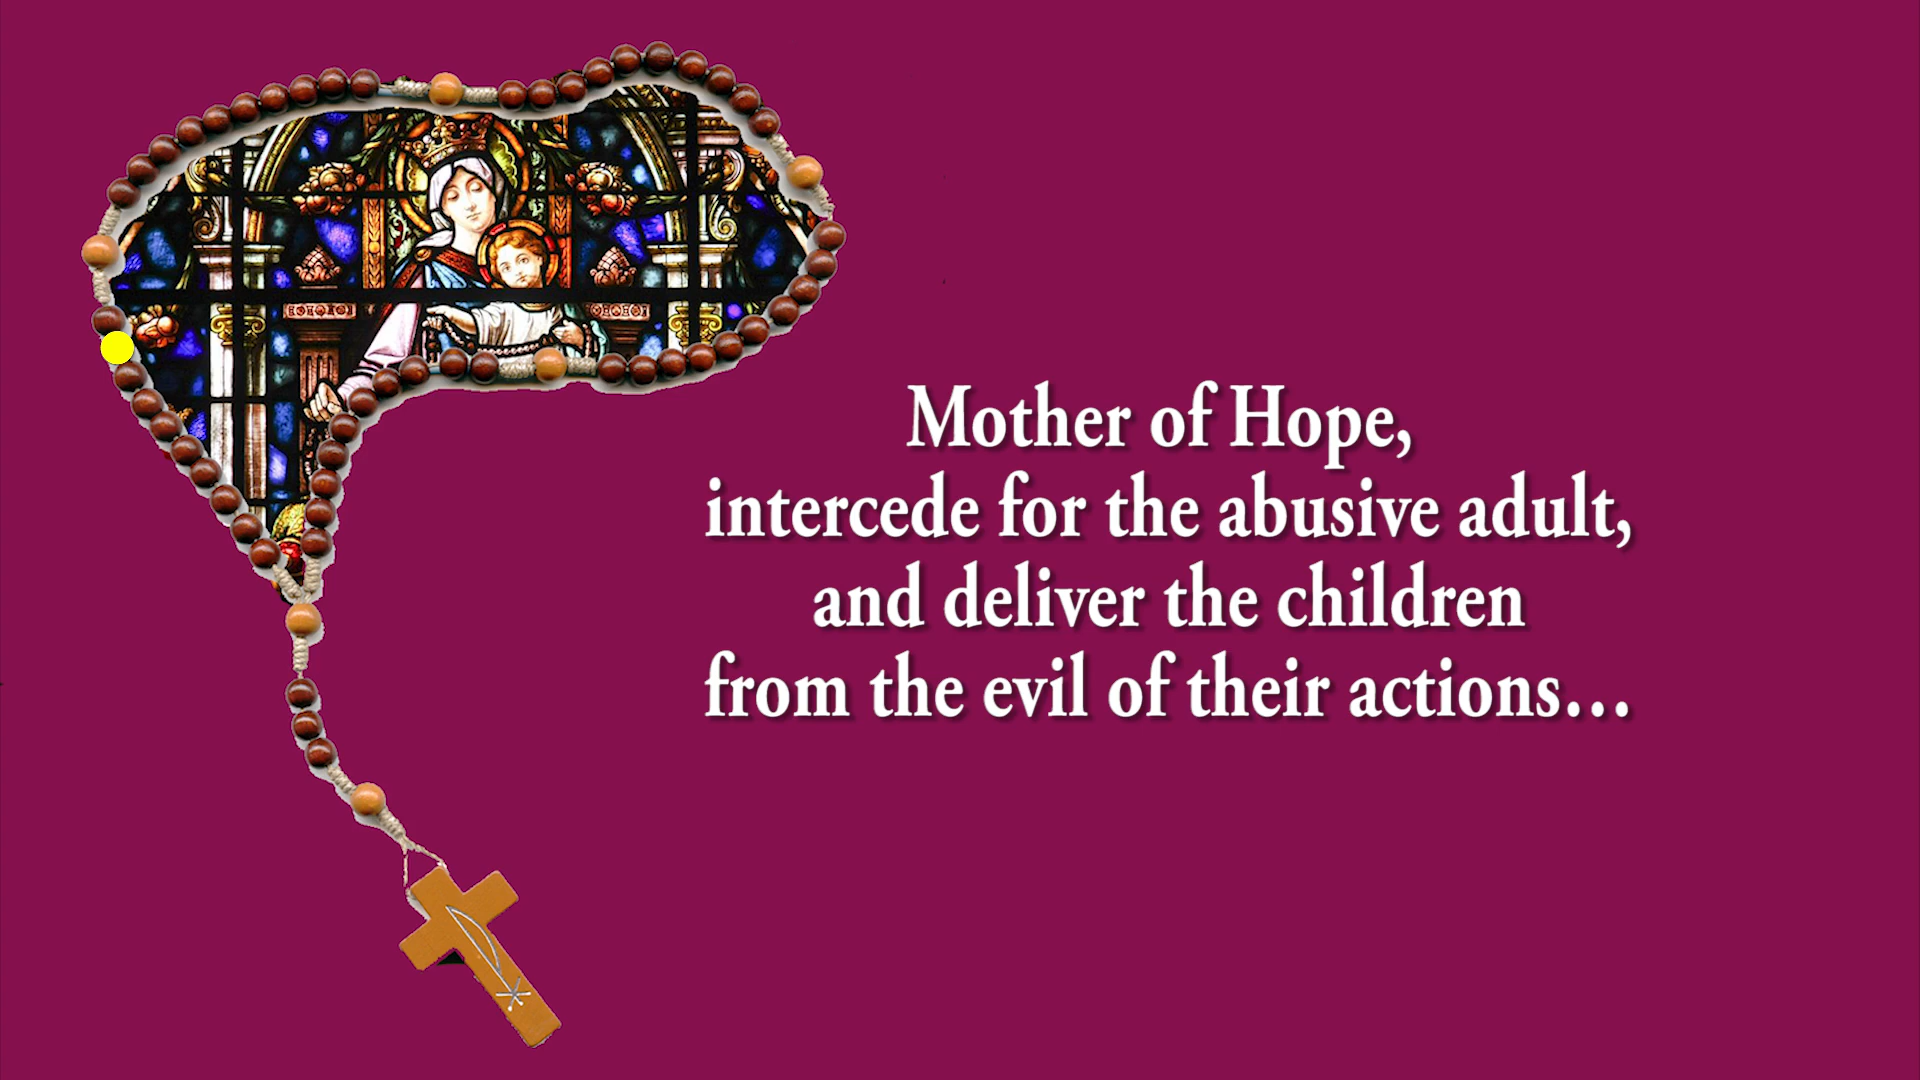 Mother of Hope,
intercede for the abusive adult,
and deliver the children
from the evil of their actions…